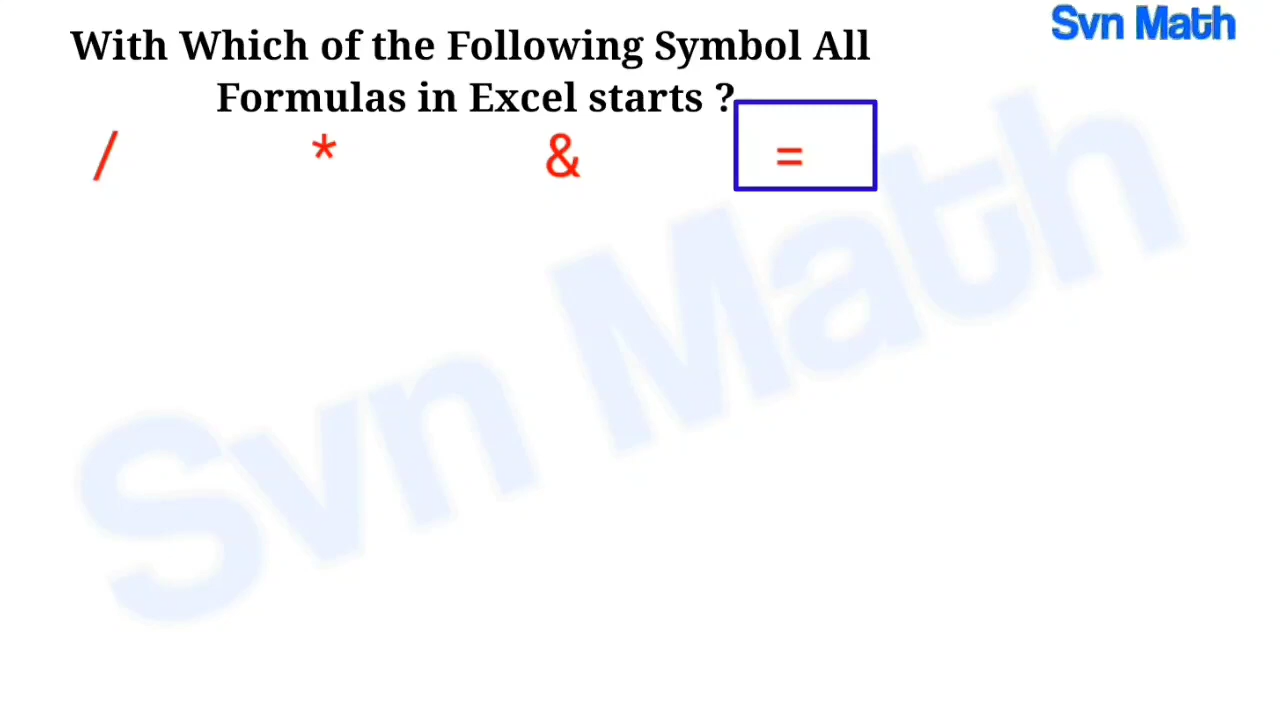 Svn Math
With Which of the Following Symbol All
Formulas in Excel starts ?
/ * & =
Svn Math